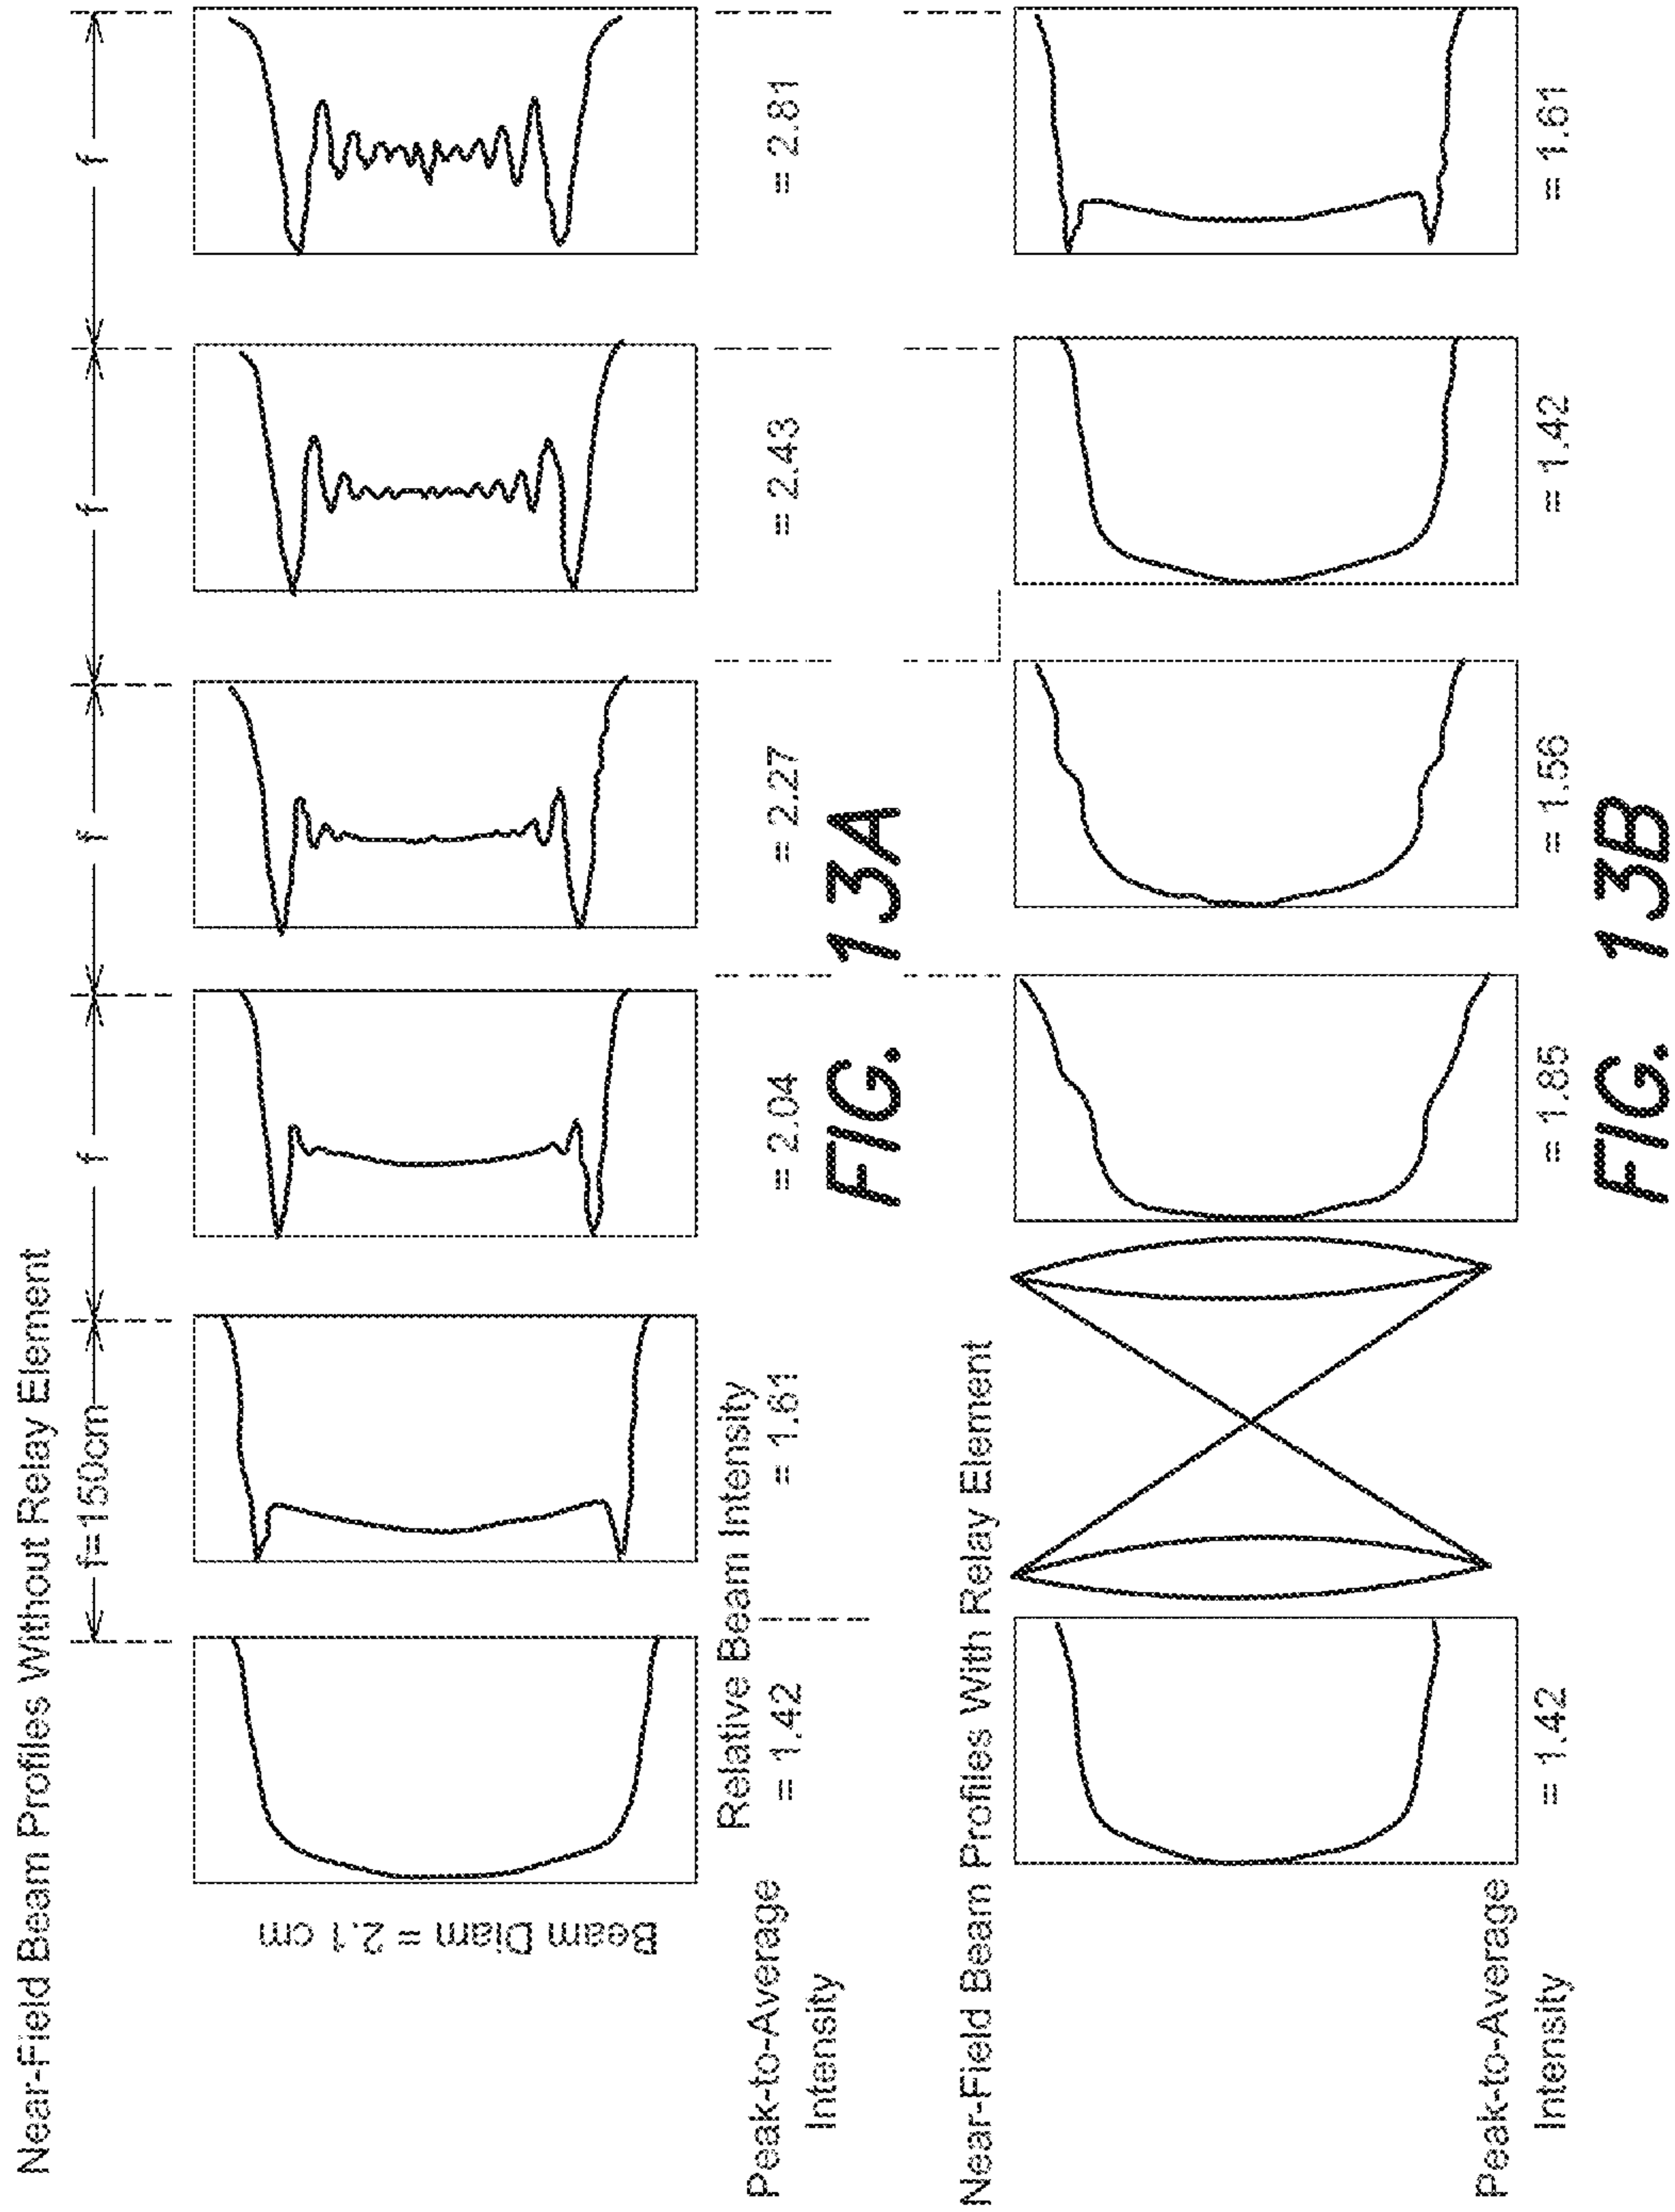 Near-Field Beam Profiles Without Relay Element
f=150cm f f f f
Beam Diam = 2.1 cm
Relative Beam Intensity
Peak-to-Average
Intensity
= 1.42 = 1.61 = 2.04 = 2.27 = 2.43 = 2.81
FIG. 13A
Near-Field Beam Profiles With Relay Element
Peak-to-Average
Intensity
= 1.42 = 1.85 = 1.56 = 1.42 = 1.61
FIG. 13B